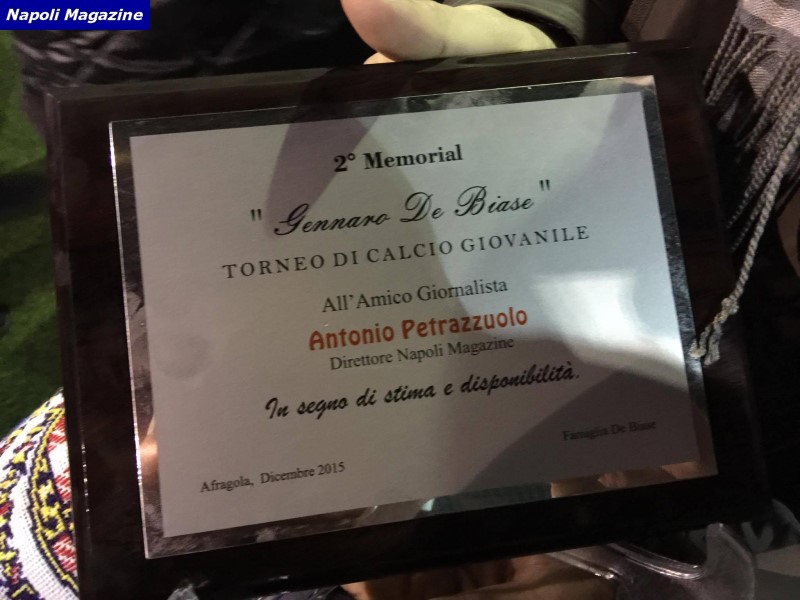 Napoli Magazine
2° Memorial
" Gennaro De Biase "
TORNEO DI CALCIO GIOVANILE
All'Amico Giornalista
Antonio Petrazzuolo
Direttore Napoli Magazine
In segno di stima e disponibilità.
Famiglia De Biase
Afragola, Dicembre 2015